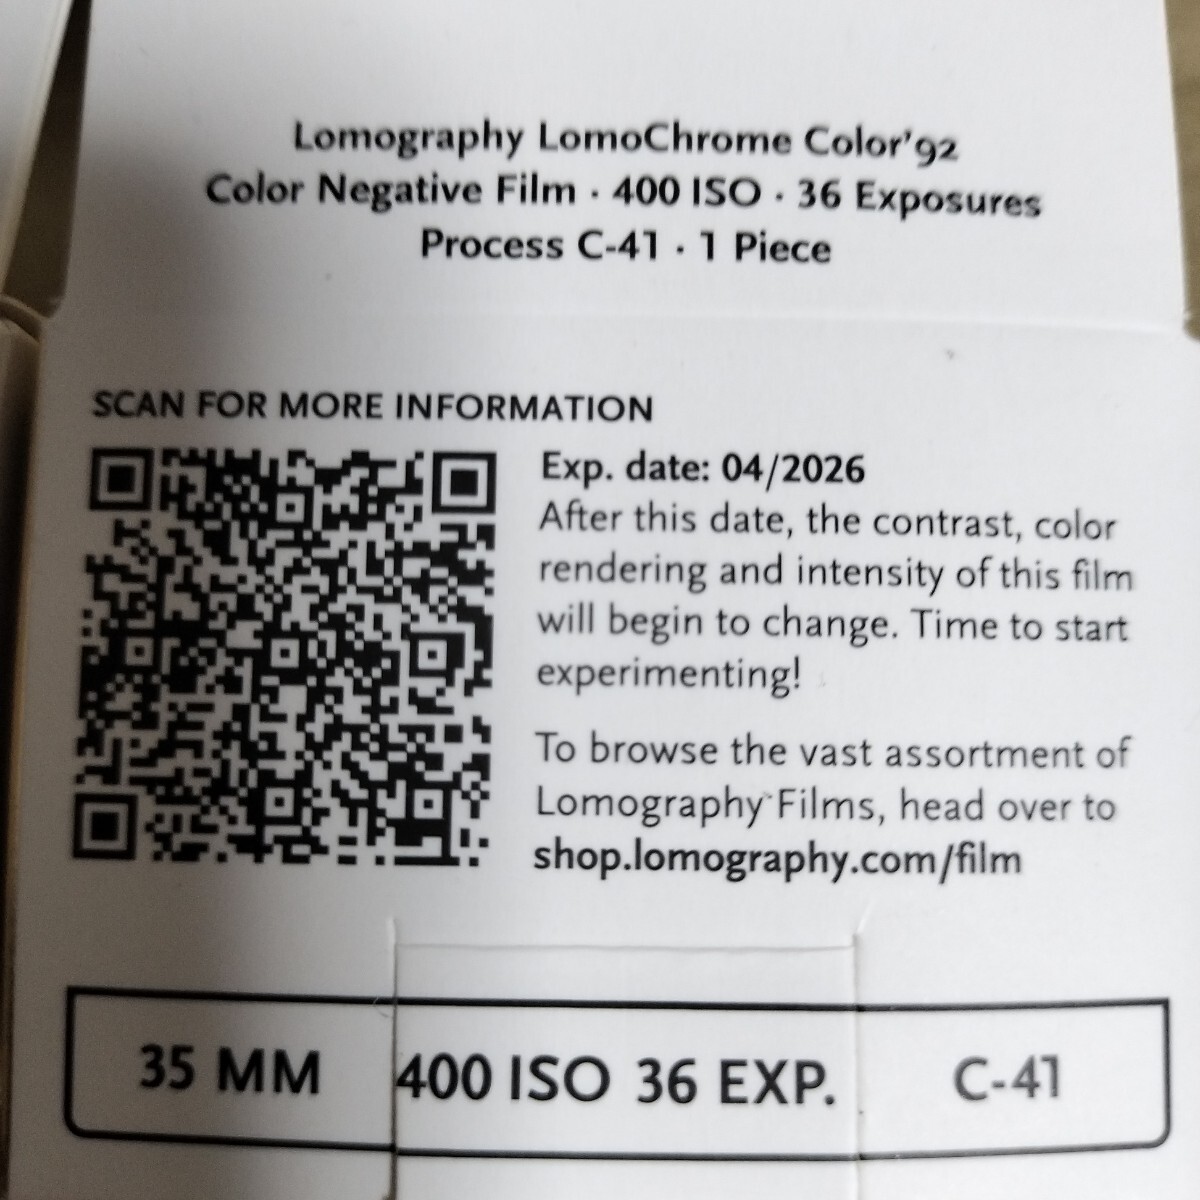 Lomography LomoChrome Color'92
Color Negative Film · 400 ISO · 36 Exposures
Process C-41 · 1 Piece
SCAN FOR MORE INFORMATION
Exp. date: 04/2026
After this date, the contrast, color
rendering and intensity of this film
will begin to change. Time to start
experimenting!
To browse the vast assortment of
Lomography Films, head over to
shop.lomography.com/film
35 MM 400 ISO 36 EXP. C-41